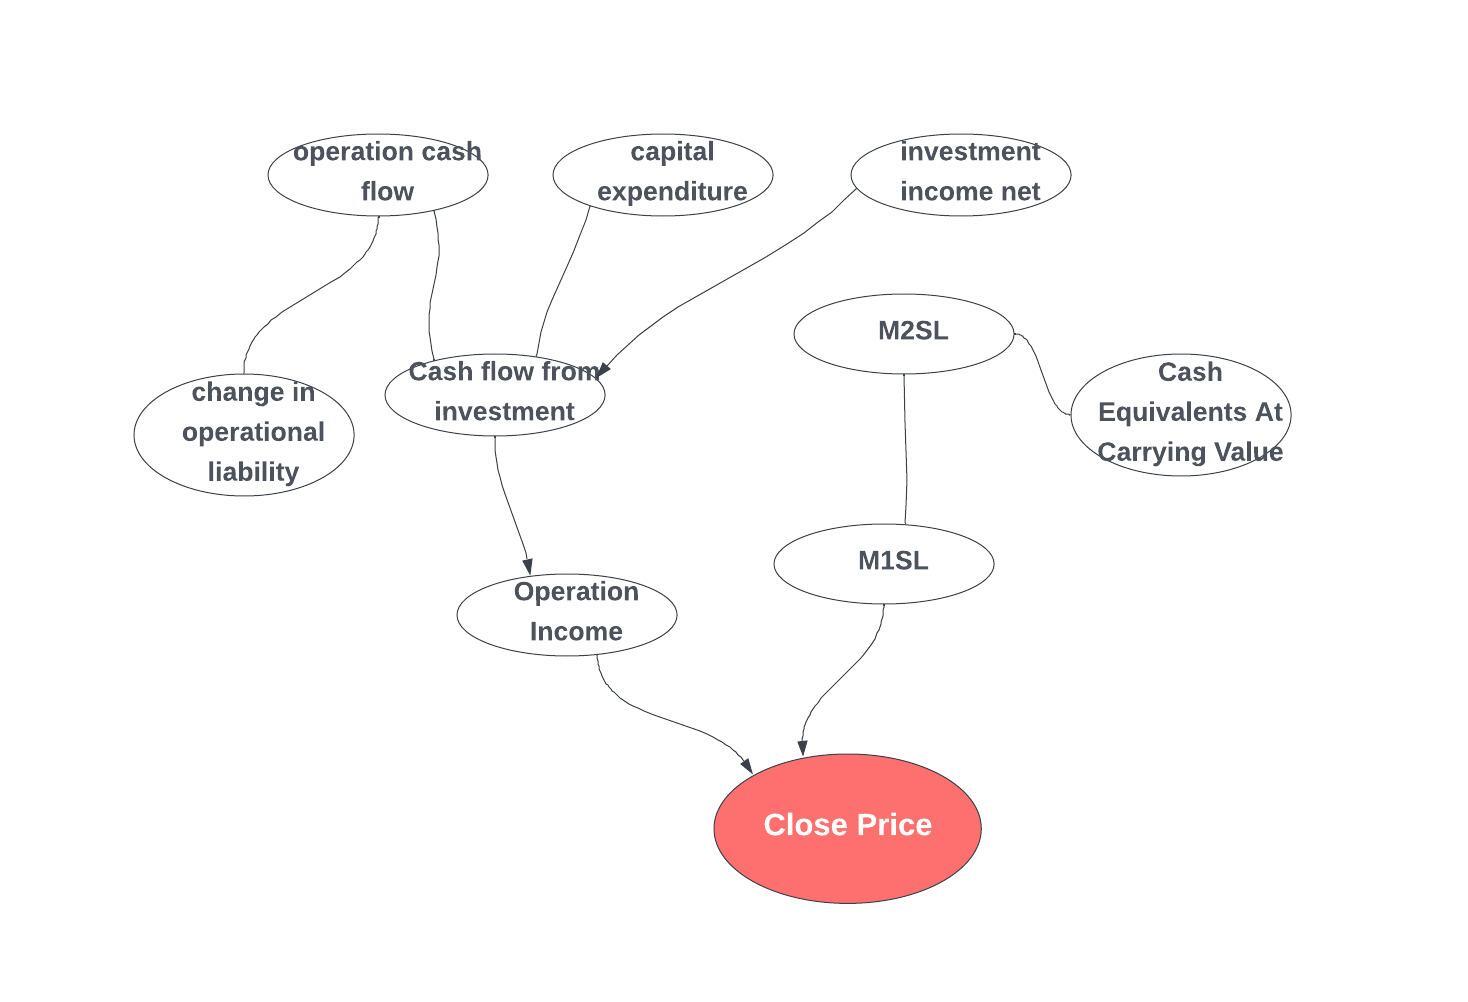 operation cash
flow
capital
expenditure
investment
income net
M2SL
Cash
Equivalents At
Carrying Value
change in
operational
liability
Cash flow from
investment
M1SL
Operation
Income
Close Price